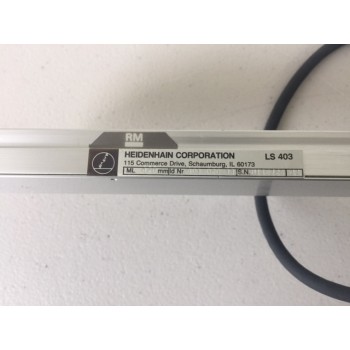 RM
HEIDENHAIN CORPORATION LS 403
115 Commerce Drive, Schaumburg, IL 60173
ML mm Id Nr S.N.